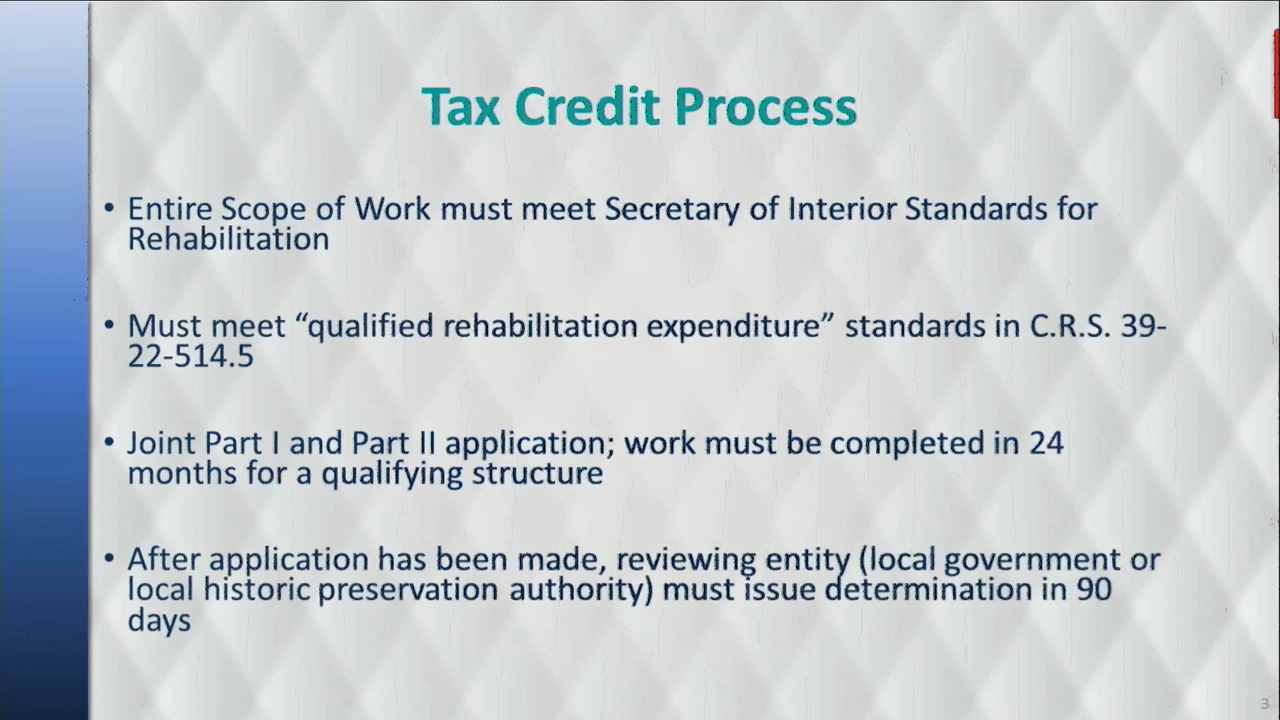 Tax Credit Process
• Entire Scope of Work must meet Secretary of Interior Standards for
Rehabilitation
• Must meet “qualified rehabilitation expenditure” standards in C.R.S. 39-
22-514.5
• Joint Part I and Part II application; work must be completed in 24
months for a qualifying structure
• After application has been made, reviewing entity (local government or
local historic preservation authority) must issue determination in 90
days
3